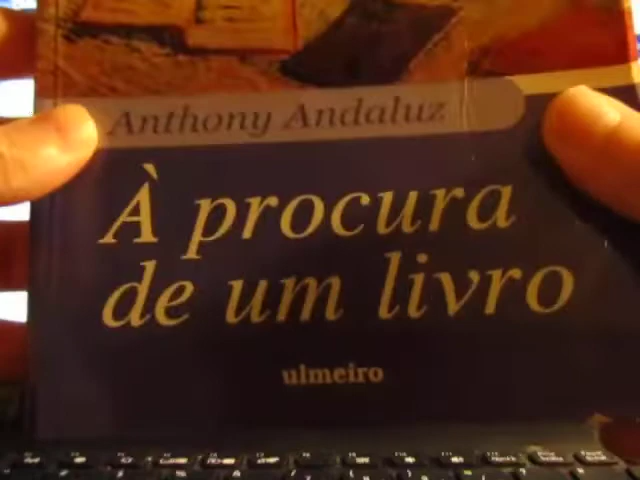 Anthony Andaluz
À procura
de um livro
ulmeiro